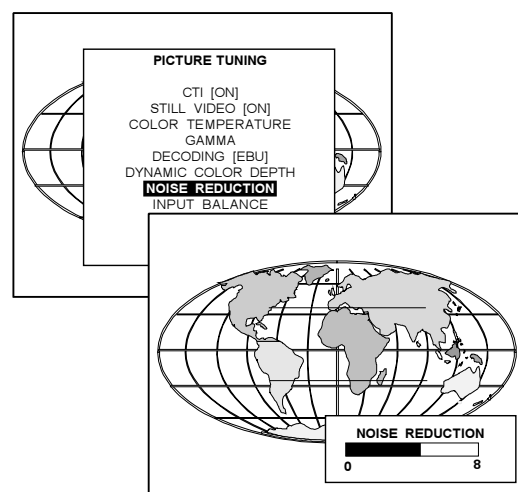 PICTURE TUNING
CTI [ON]
STILL VIDEO [ON]
COLOR TEMPERATURE
GAMMA
DECODING [EBU]
DYNAMIC COLOR DEPTH
NOISE REDUCTION
INPUT BALANCE
NOISE REDUCTION
0 8